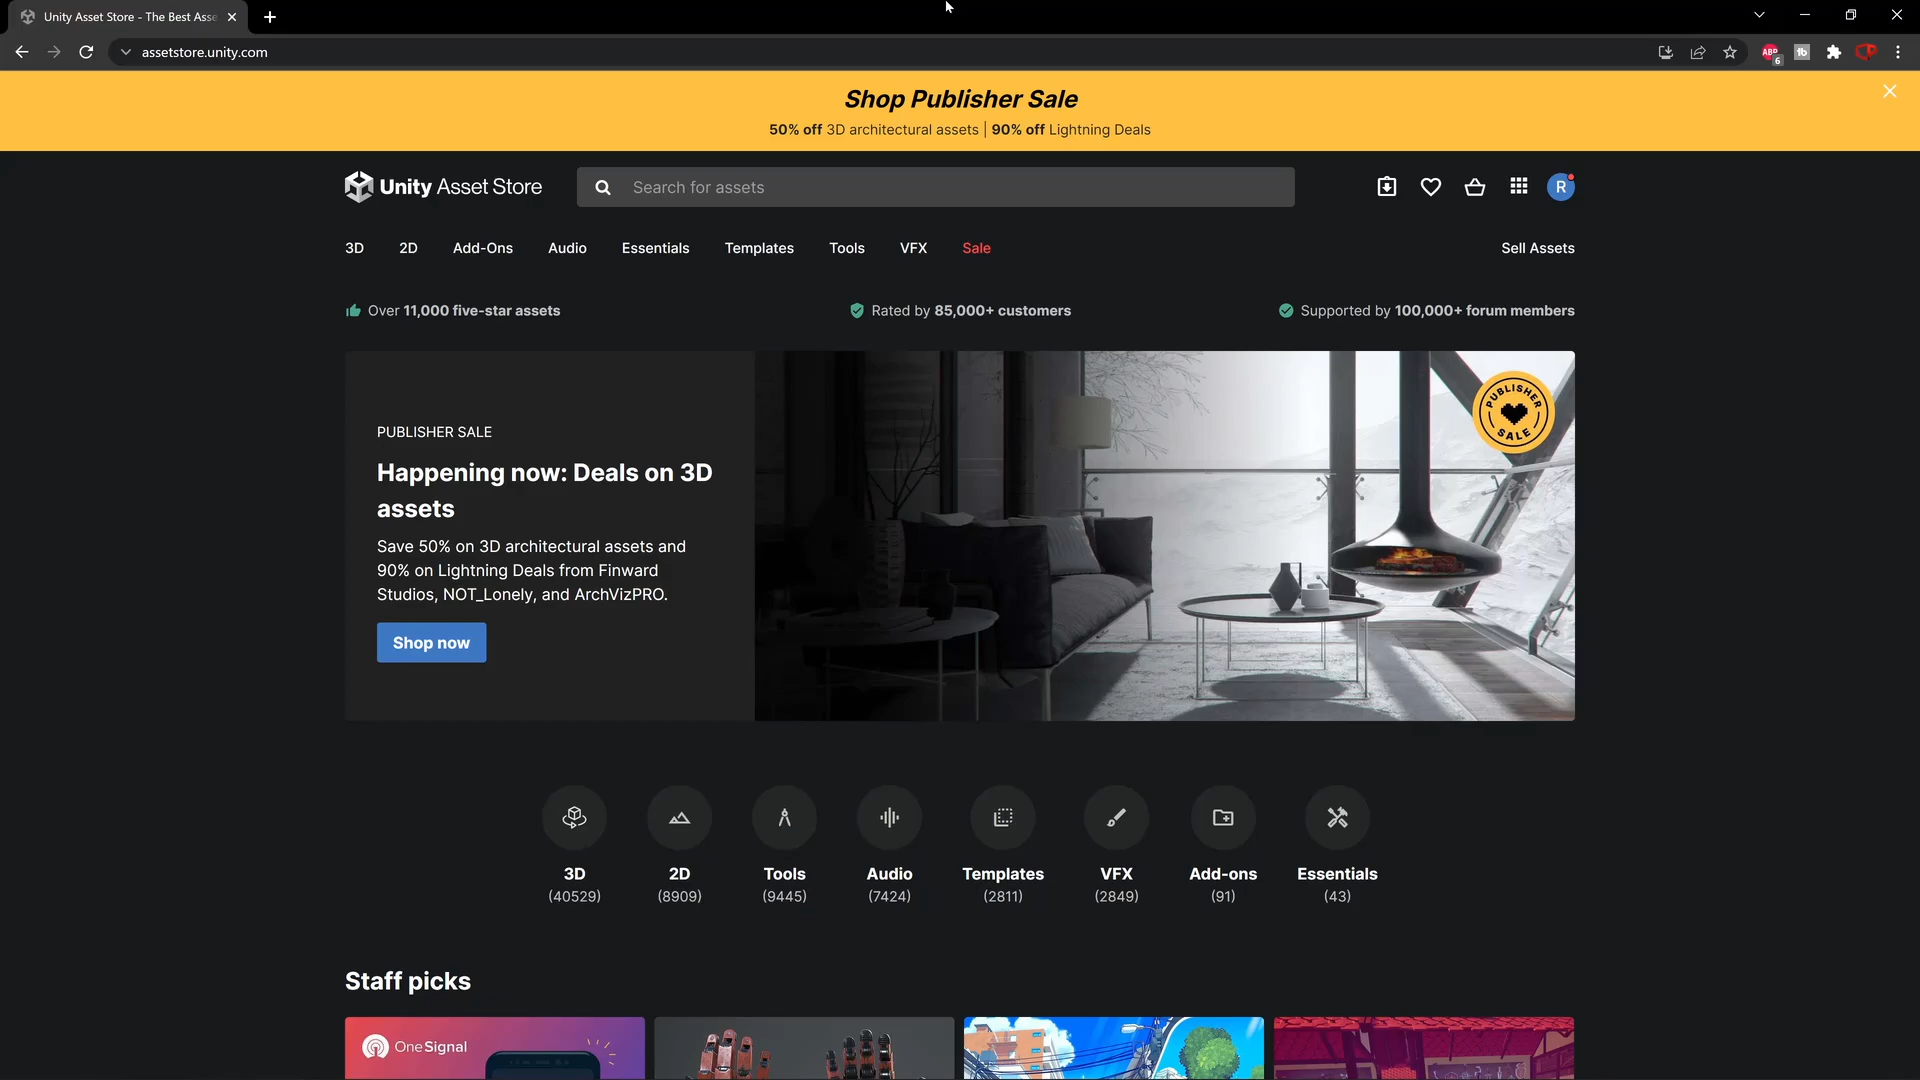 Unity Asset Store - The Best Asse
assetstore.unity.com
ABP
6
tb
Shop Publisher Sale
50% off 3D architectural assets | 90% off Lightning Deals
Unity Asset Store
Search for assets
R
3D 2D Add-Ons Audio Essentials Templates Tools VFX Sale Sell Assets
Over 11,000 five-star assets
Rated by 85,000+ customers
Supported by 100,000+ forum members
PUBLISHER SALE
Happening now: Deals on 3D
assets
Save 50% on 3D architectural assets and
90% on Lightning Deals from Finward
Studios, NOT_Lonely, and ArchVizPRO.
Shop now
PUBLISHER
SALE
3D 2D Tools Audio Templates VFX Add-ons Essentials
(40529) (8909) (9445) (7424) (2811) (2849) (91) (43)
Staff picks
OneSignal